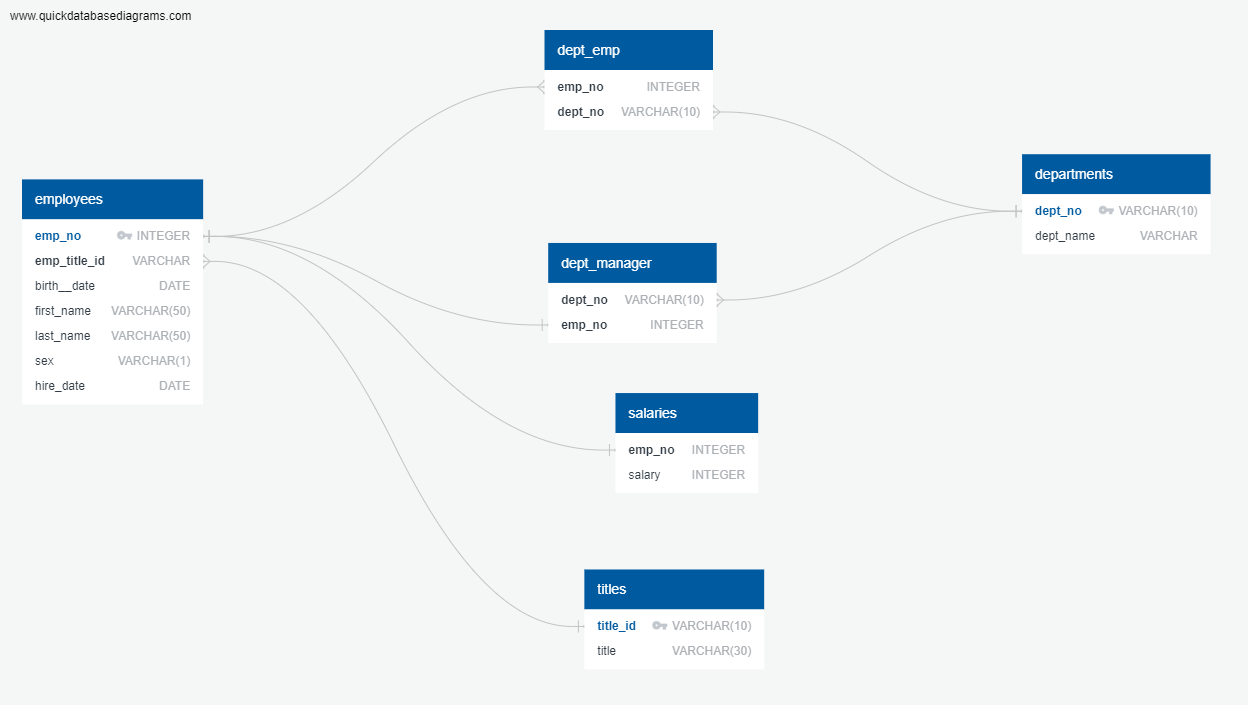 www.quickdatabasediagrams.com
employees
emp_no INTEGER
emp_title_id VARCHAR
birth__date DATE
first_name VARCHAR(50)
last_name VARCHAR(50)
sex VARCHAR(1)
hire_date DATE
dept_emp
emp_no INTEGER
dept_no VARCHAR(10)
dept_manager
dept_no VARCHAR(10)
emp_no INTEGER
salaries
emp_no INTEGER
salary INTEGER
titles
title_id VARCHAR(10)
title VARCHAR(30)
departments
dept_no VARCHAR(10)
dept_name VARCHAR